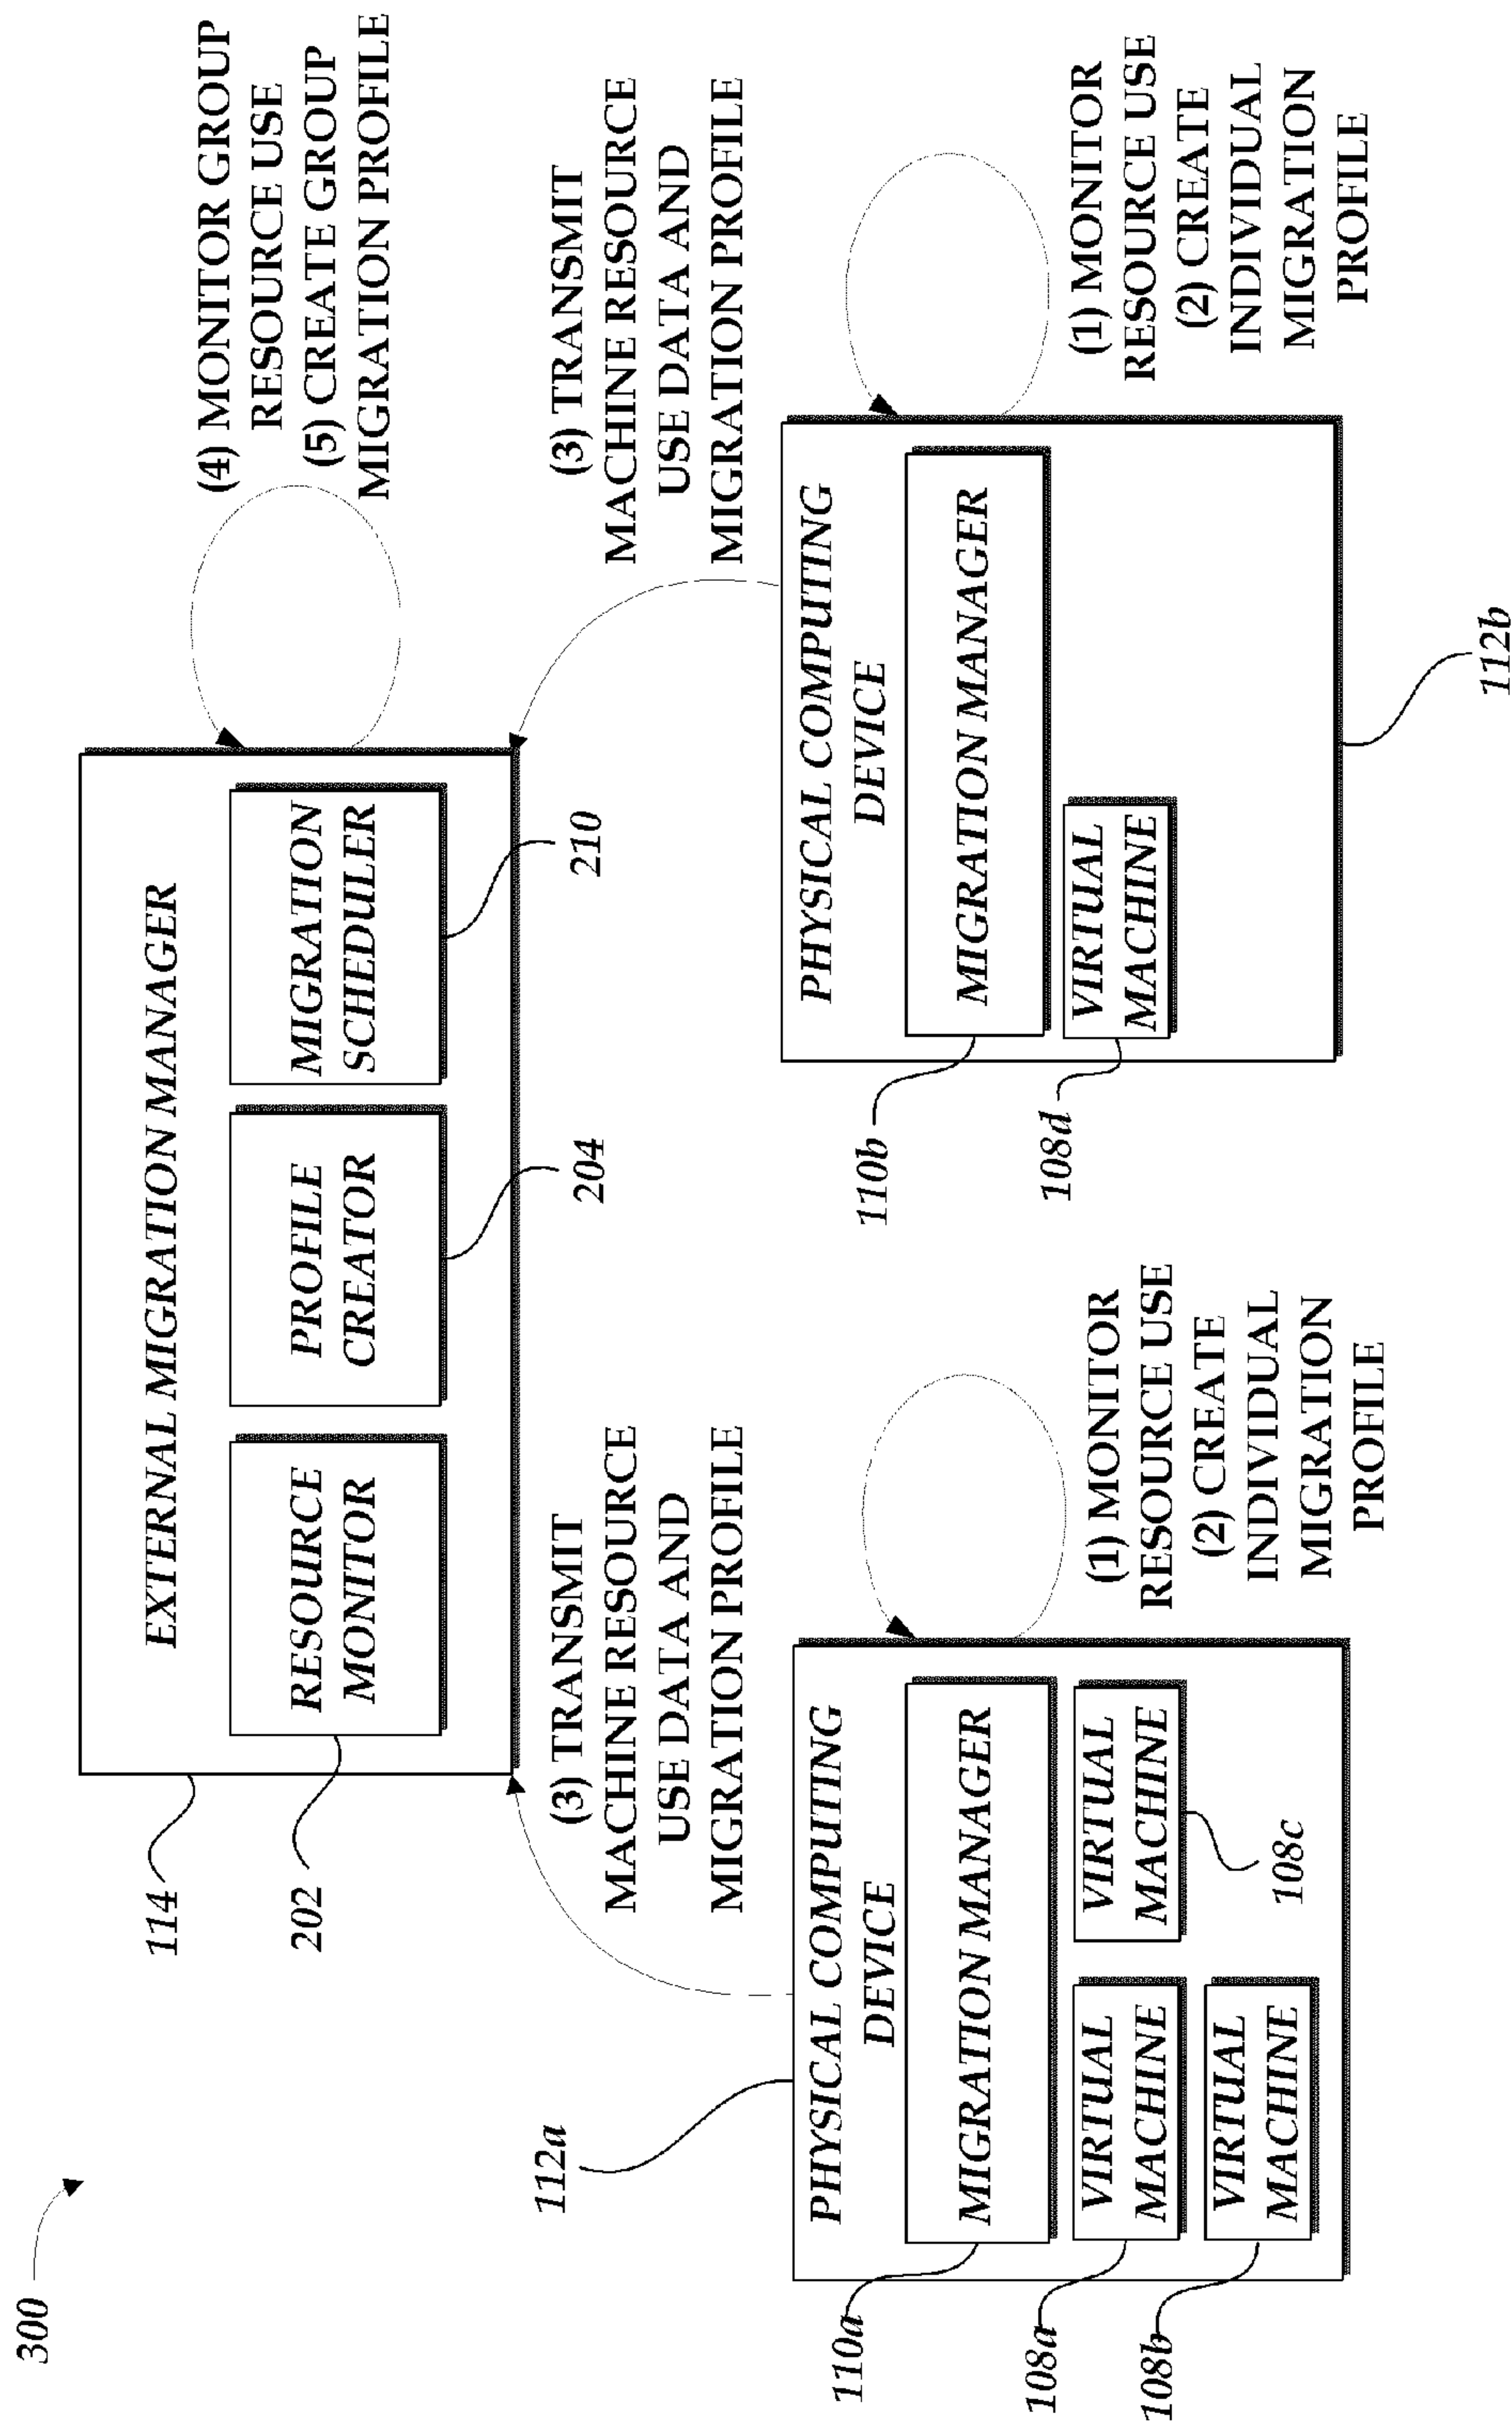 300
114
EXTERNAL MIGRATION MANAGER
202
RESOURCE
MONITOR
PROFILE
CREATOR
204
MIGRATION
SCHEDULER
210
(4) MONITOR GROUP
RESOURCE USE
(5) CREATE GROUP
MIGRATION PROFILE
(3) TRANSMIT
MACHINE RESOURCE
USE DATA AND
MIGRATION PROFILE
(3) TRANSMIT
MACHINE RESOURCE
USE DATA AND
MIGRATION PROFILE
112a
PHYSICAL COMPUTING
DEVICE
110a
MIGRATION MANAGER
108a
VIRTUAL
MACHINE
VIRTUAL
MACHINE
108c
108b
VIRTUAL
MACHINE
(1) MONITOR
RESOURCE USE
(2) CREATE
INDIVIDUAL
MIGRATION
PROFILE
PHYSICAL COMPUTING
DEVICE
110b
MIGRATION MANAGER
108d
VIRTUAL
MACHINE
112b
(1) MONITOR
RESOURCE USE
(2) CREATE
INDIVIDUAL
MIGRATION
PROFILE